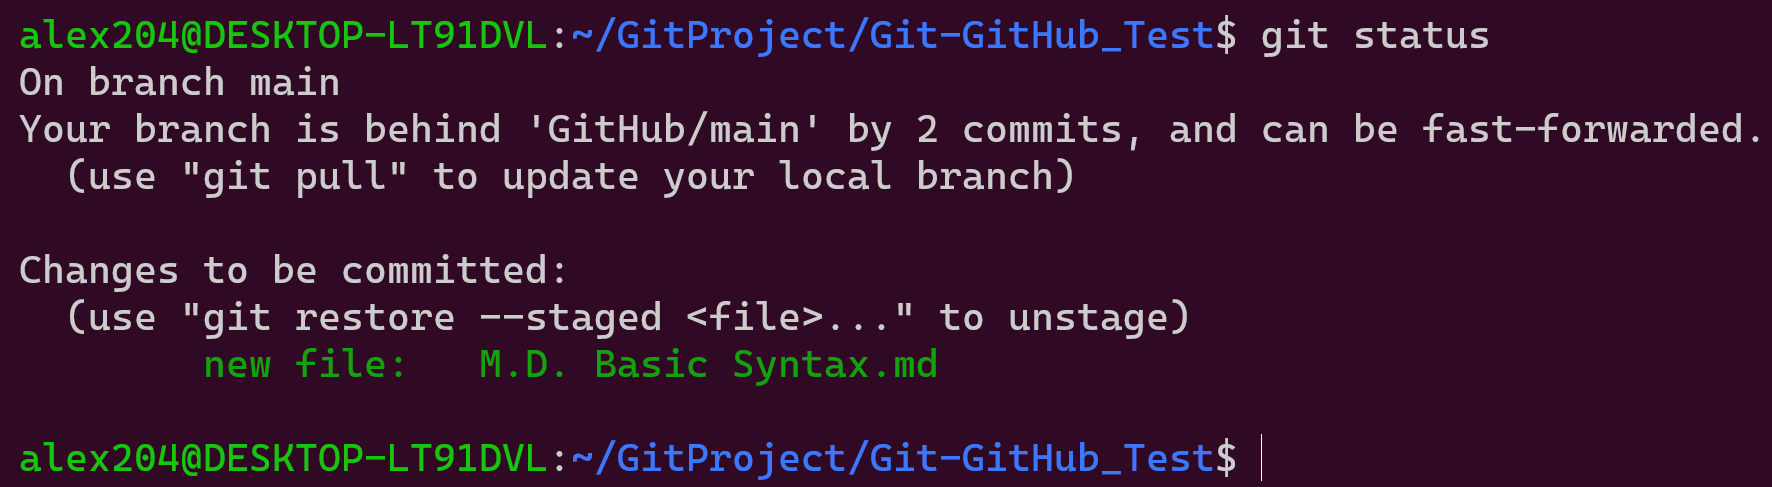 alex204@DESKTOP-LT91DVL:~/GitProject/Git-GitHub_Test$ git status
On branch main
Your branch is behind 'GitHub/main' by 2 commits, and can be fast-forwarded.
  (use "git pull" to update your local branch)

Changes to be committed:
  (use "git restore --staged <file>..." to unstage)
        new file:   M.D. Basic Syntax.md

alex204@DESKTOP-LT91DVL:~/GitProject/Git-GitHub_Test$